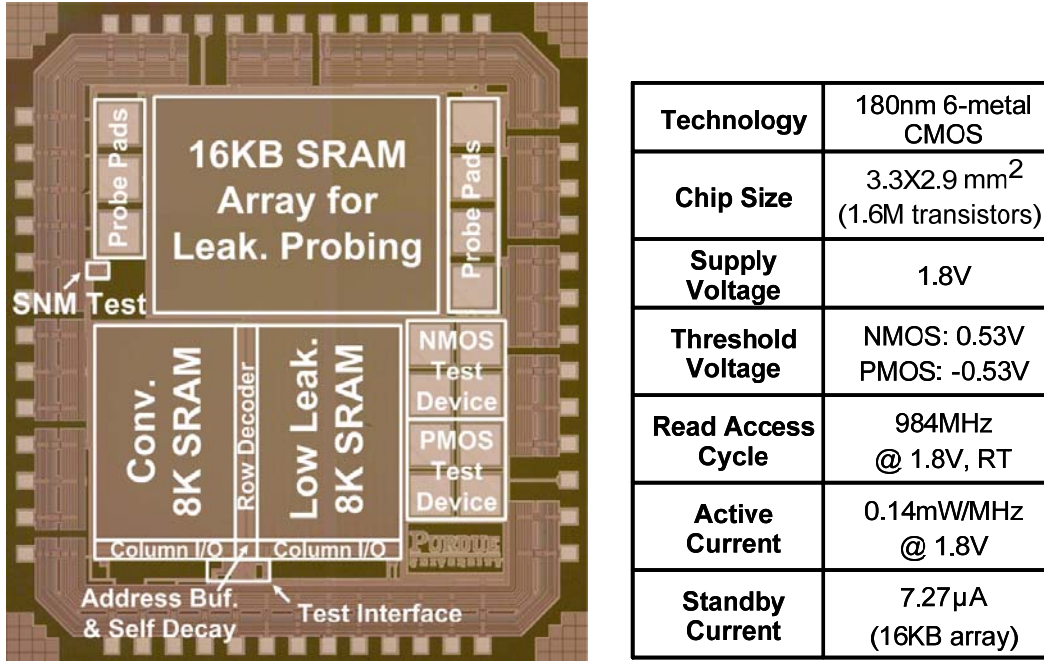 16KB SRAM
Array for
Leak. Probing
Probe Pads
Probe Pads
SNM Test
Conv.
8K SRAM
Row Decoder
Low Leak.
8K SRAM
NMOS
Test
Device
PMOS
Test
Device
Column I/O
Column I/O
PURDUE
UNIVERSITY
Address Buf.
& Self Decay
Test Interface
Technology
180nm 6-metal
CMOS
Chip Size
3.3X2.9 mm2
(1.6M transistors)
Supply
Voltage
1.8V
Threshold
Voltage
NMOS: 0.53V
PMOS: -0.53V
Read Access
Cycle
984MHz
@ 1.8V, RT
Active
Current
0.14mW/MHz
@ 1.8V
Standby
Current
7.27µA
(16KB array)